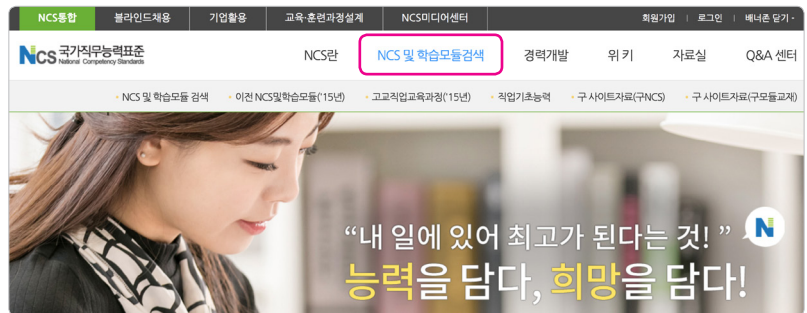 NCS통합 블라인드채용 기업활용 교육·훈련과정설계 NCS미디어센터 회원가입 | 로그인 | 배너존 닫기
NCS 국가직무능력표준 NCS란 NCS 및 학습모듈검색 경력개발 위키 자료실 Q&A 센터
National Competency Standards
NCS 및 학습모듈 검색 이전 NCS및학습모듈('15년) 고교직업교육과정('15년) 직업기초능력 구 사이트자료(구NCS) 구 사이트자료(구모듈교재)
“내 일에 있어 최고가 된다는 것! ” N
능력을 담다, 희망을 담다!